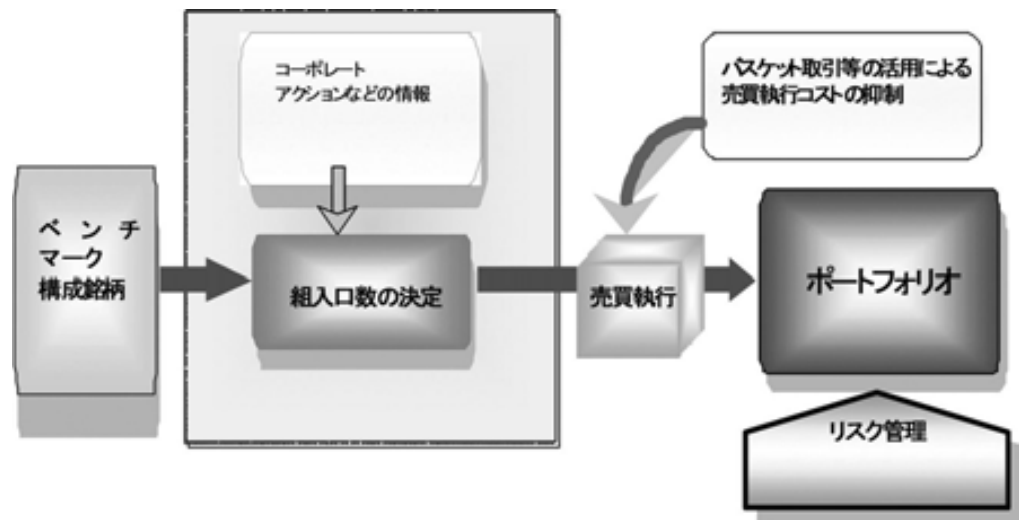 コーポレート
アクションなどの情報
バスケット取引等の活用による
売買執行コストの抑制
ベンチ
マーク
構成銘柄
組入口数の決定
売買執行
ポートフォリオ
リスク管理